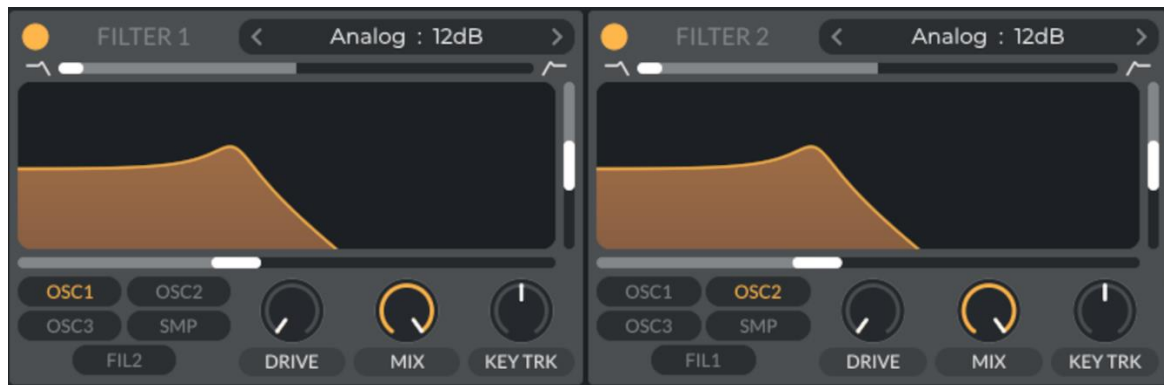 FILTER 1
Analog : 12dB
OSC1 OSC2
OSC3 SMP
FIL2
DRIVE MIX KEY TRK
FILTER 2
Analog : 12dB
OSC1 OSC2
OSC3 SMP
FIL1
DRIVE MIX KEY TRK